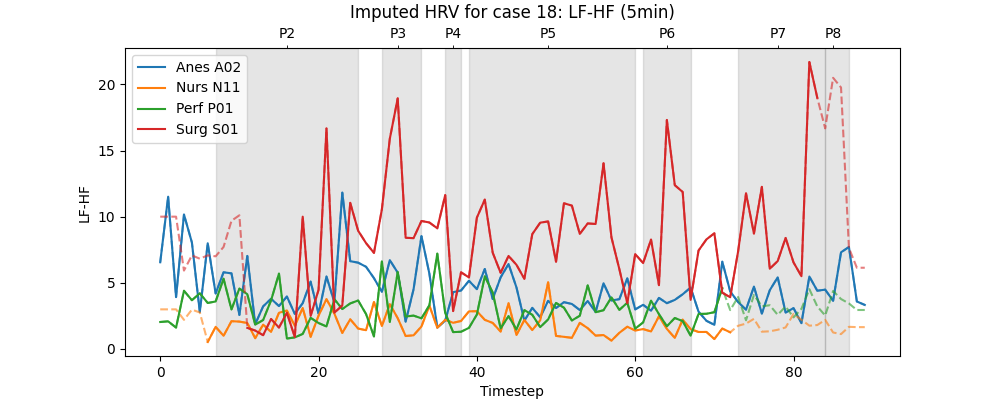 Imputed HRV for case 18: LF-HF (5min)
P2 P3 P4 P5 P6 P7 P8
Anes A02
Nurs N11
Perf P01
Surg S01
20
15
10
5
0
LF-HF
0 20 40 60 80
Timestep